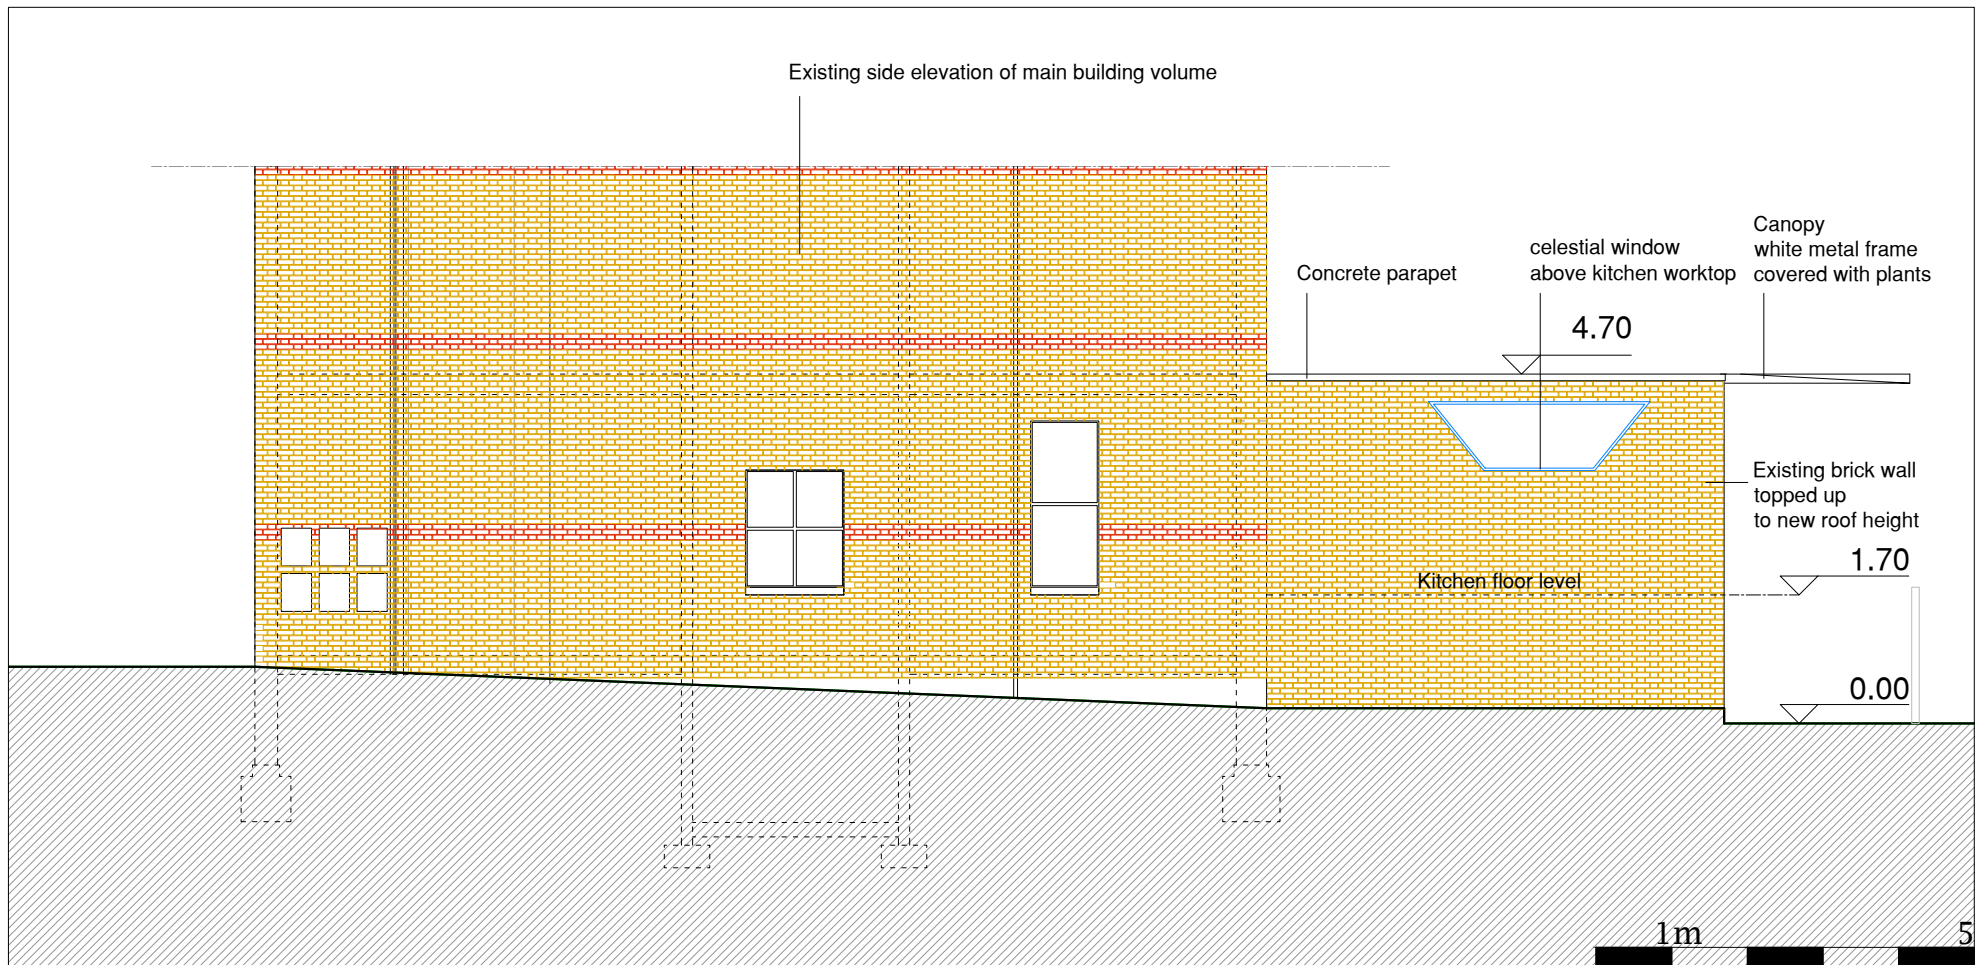 Existing side elevation of main building volume
Concrete parapet
celestial window
above kitchen worktop
Canopy
white metal frame
covered with plants
4.70
Existing brick wall
topped up
to new roof height
1.70
Kitchen floor level
0.00
1m
5